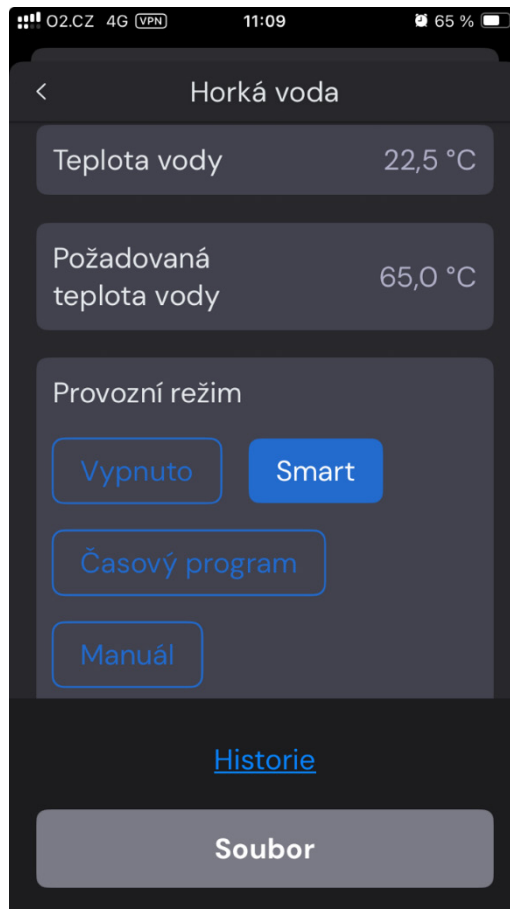 O2.CZ 4G VPN 11:09 65 %
Horká voda
Teplota vody 22,5 °C
Požadovaná
teplota vody 65,0 °C
Provozní režim
Vypnuto Smart
Časový program
Manuál
Historie
Soubor